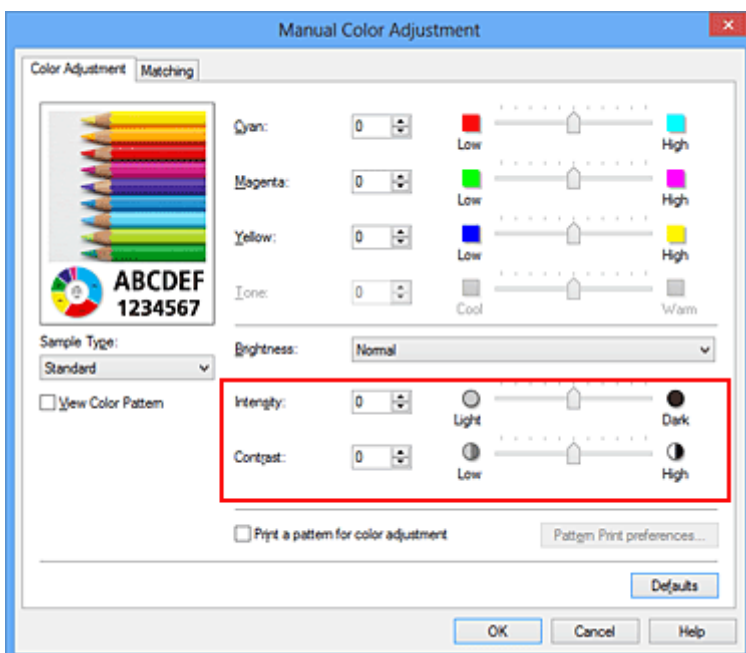 Manual Color Adjustment
Color Adjustment Matching
Cyan: 0 Low High
Magenta: 0 Low High
Yellow: 0 Low High
Tone: 0 Cool Warm
ABCDEF
1234567
Sample Type:
Standard
View Color Pattern
Brightness: Normal
Intensity: 0 Light Dark
Contrast: 0 Low High
Print a pattern for color adjustment Pattern Print preferences...
Defaults
OK Cancel Help